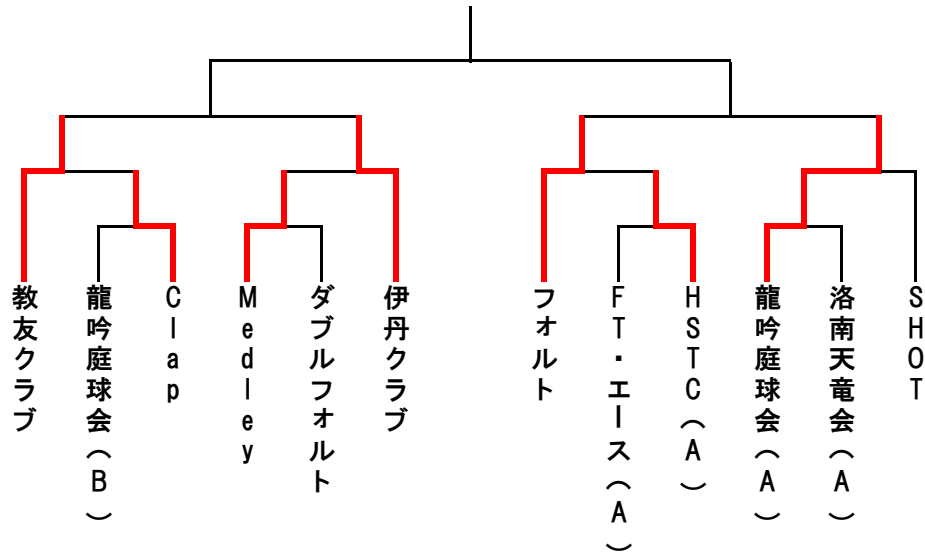 教友クラブ
龍吟庭球会（B）
Clap
Medley
ダブルフォルト
伊丹クラブ
フォルト
FT・エース（A）
HSTC（A）
龍吟庭球会（A）
洛南天竜会（A）
SHOT